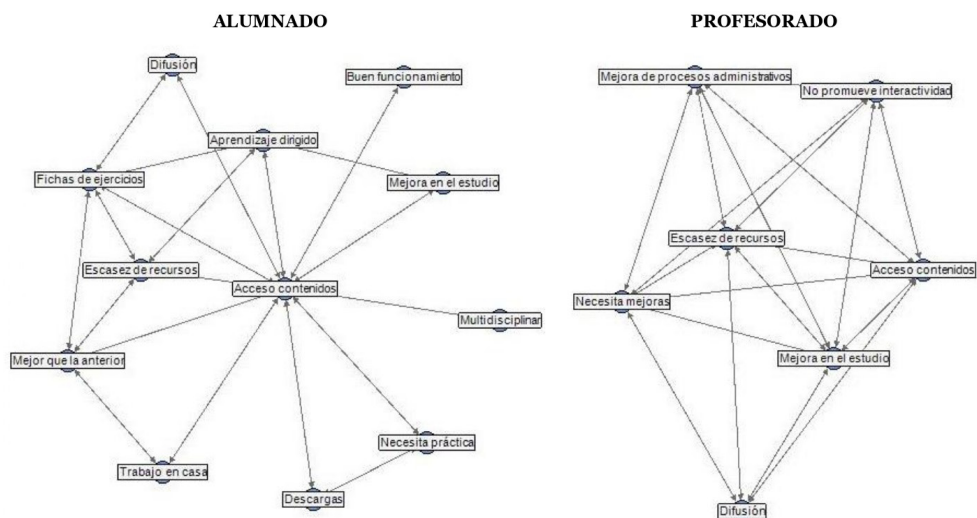 ALUMNADO
Difusión
Buen funcionamiento
Aprendizaje dirigido
Fichas de ejercicios
Mejora en el estudio
Escasez de recursos
Acceso contenidos
Multidisciplinar
Mejor que la anterior
Necesita práctica
Trabajo en casa
Descargas
PROFESORADO
Mejora de procesos administrativos
No promueve interactividad
Escasez de recursos
Acceso contenidos
Necesita mejoras
Mejora en el estudio
Difusión